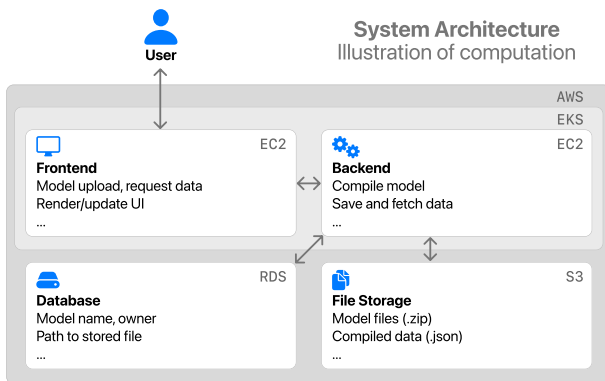 System Architecture
Illustration of computation
User
AWS
EKS
EC2
Frontend
Model upload, request data
Render/update UI
...
EC2
Backend
Compile model
Save and fetch data
...
RDS
Database
Model name, owner
Path to stored file
...
S3
File Storage
Model files (.zip)
Compiled data (.json)
...